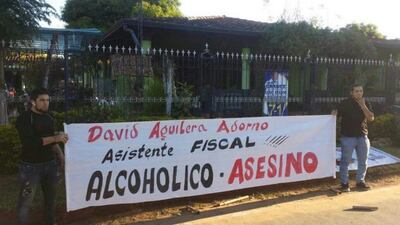 David Aguilera Adorno
Asistente FISCAL
ALCOHOLICO - ASESINO